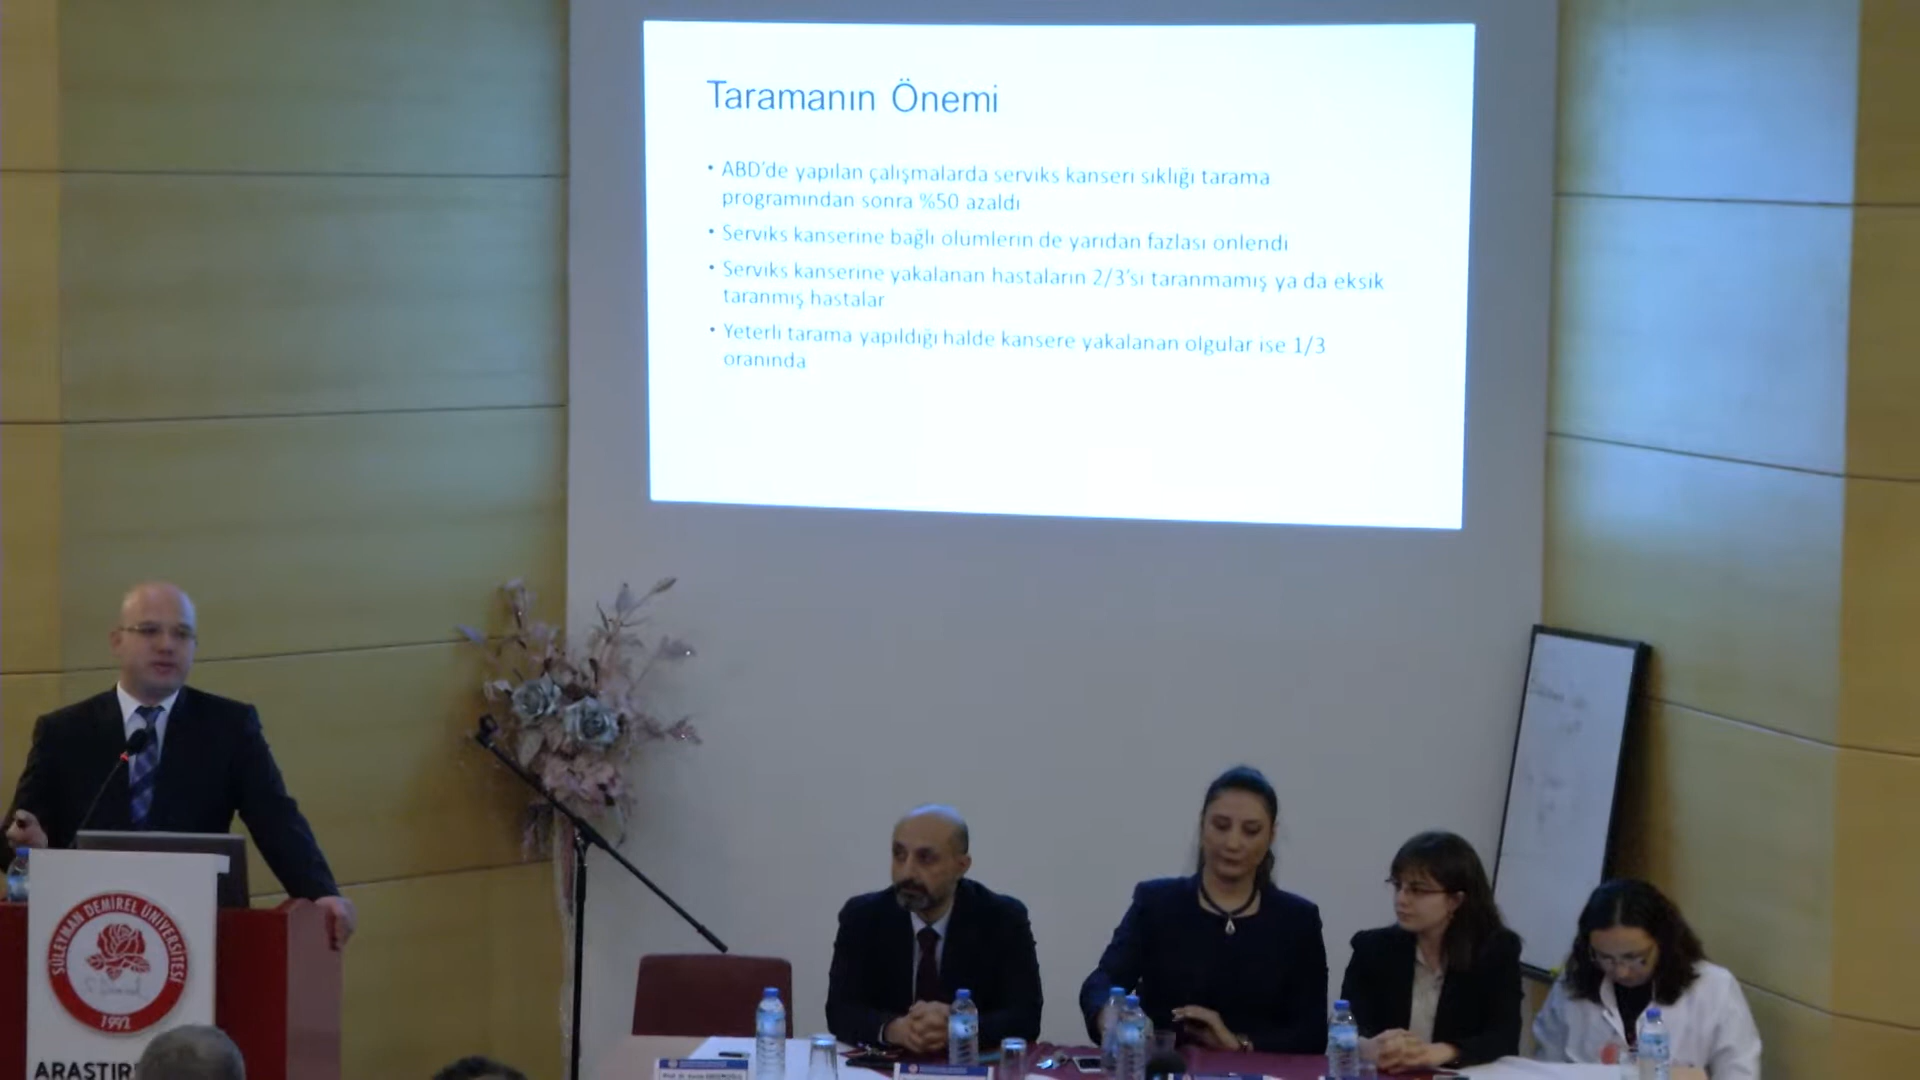 Taramanın Önemi
• ABD'de yapılan çalışmalarda serviks kanseri sıklığı tarama
programından sonra %50 azaldı
• Serviks kanserine bağlı ölümlerin de yarıdan fazlası önlendi
• Serviks kanserine yakalanan hastaların 2/3'si taranmamış ya da eksik
taranmış hastalar
• Yeterli tarama yapıldığı halde kansere yakalanan olgular ise 1/3
oranında
SÜLEYMAN DEMİREL ÜNİVERSİTESİ
1992